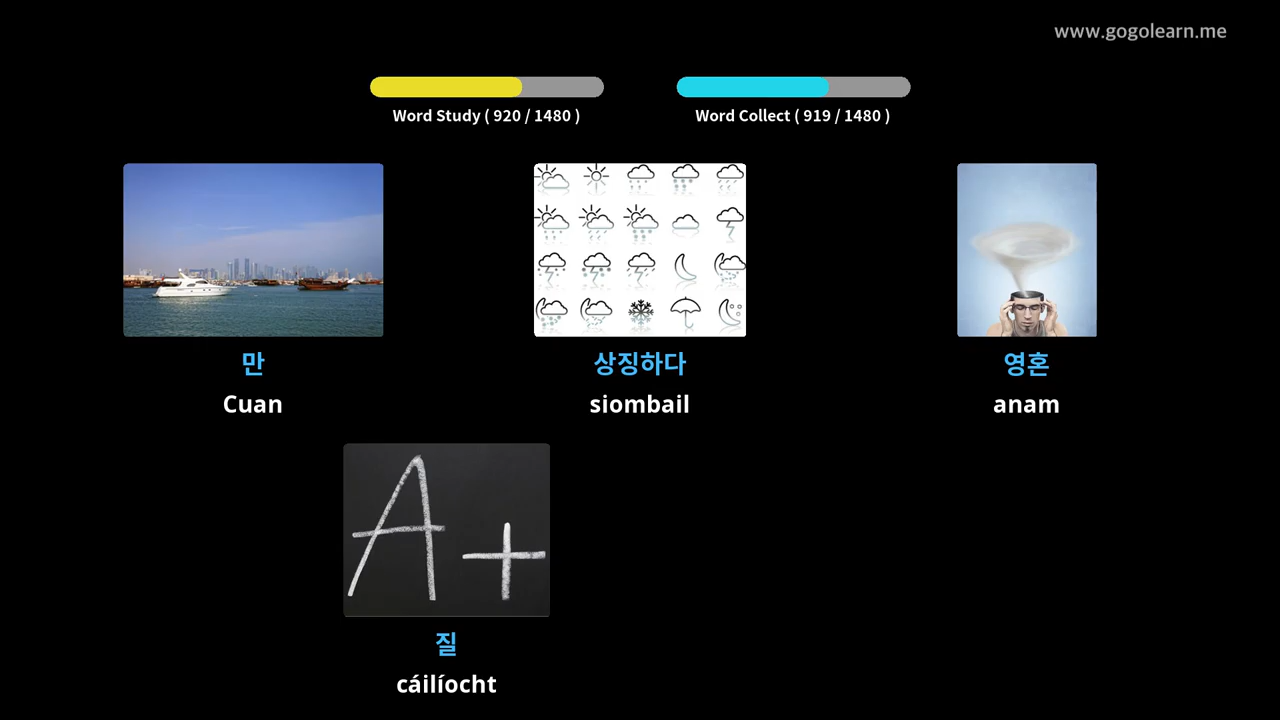 www.gogolearn.me
Word Study ( 920 / 1480 )
Word Collect ( 919 / 1480 )
만
Cuan
상징하다
siombail
영혼
anam
A+
질
cáilíocht